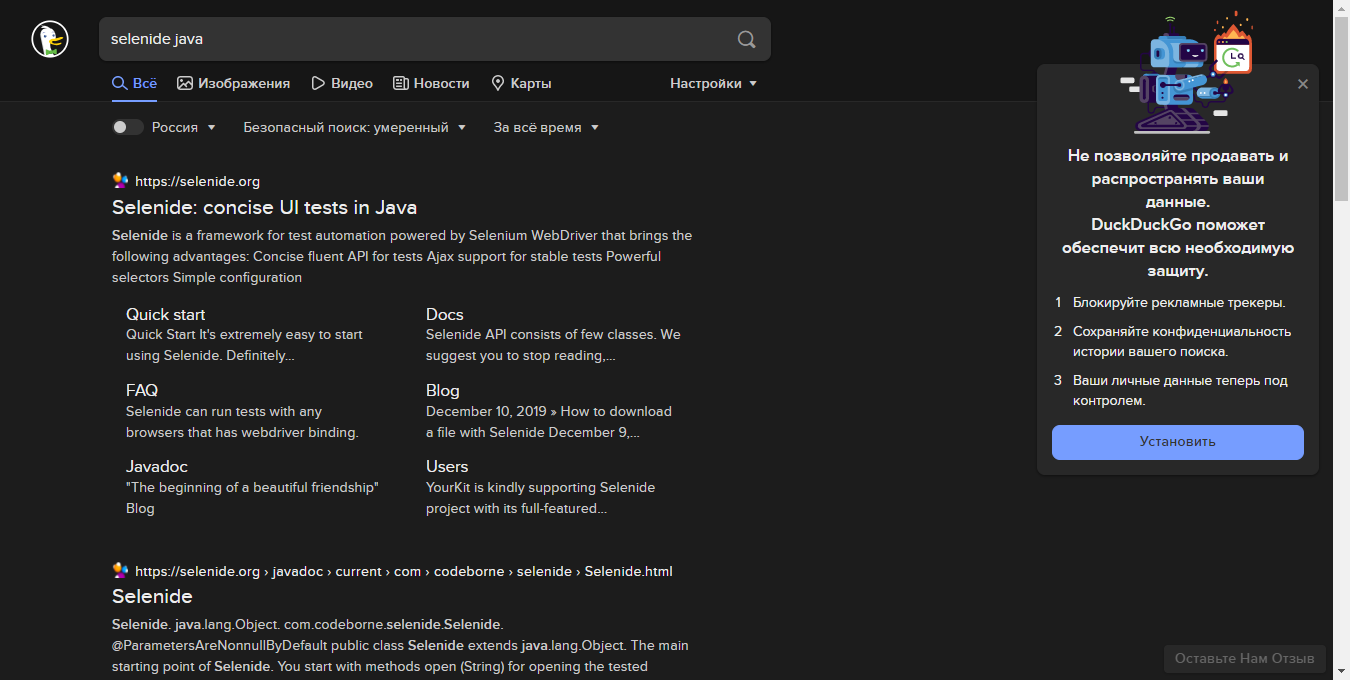 selenide java
Всё Изображения Видео Новости Карты Настройки
Россия Безопасный поиск: умеренный За всё время
https://selenide.org
Selenide: concise UI tests in Java
Selenide is a framework for test automation powered by Selenium WebDriver that brings the
following advantages: Concise fluent API for tests Ajax support for stable tests Powerful
selectors Simple configuration
Quick start
Quick Start It's extremely easy to start
using Selenide. Definitely...
Docs
Selenide API consists of few classes. We
suggest you to stop reading,...
FAQ
Selenide can run tests with any
browsers that has webdriver binding.
Blog
December 10, 2019 » How to download
a file with Selenide December 9,...
Javadoc
"The beginning of a beautiful friendship"
Blog
Users
YourKit is kindly supporting Selenide
project with its full-featured...
https://selenide.org › javadoc › current › com › codeborne › selenide › Selenide.html
Selenide
Selenide. java.lang.Object. com.codeborne.selenide.Selenide.
@ParametersAreNonnullByDefault public class Selenide extends java.lang.Object. The main
starting point of Selenide. You start with methods open (String) for opening the tested
Не позволяйте продавать и
распространять ваши
данные.
DuckDuckGo поможет
обеспечит всю необходимую
защиту.
1 Блокируйте рекламные трекеры.
2 Сохраняйте конфиденциальность
истории вашего поиска.
3 Ваши личные данные теперь под
контролем.
Установить
Оставьте Нам Отзыв